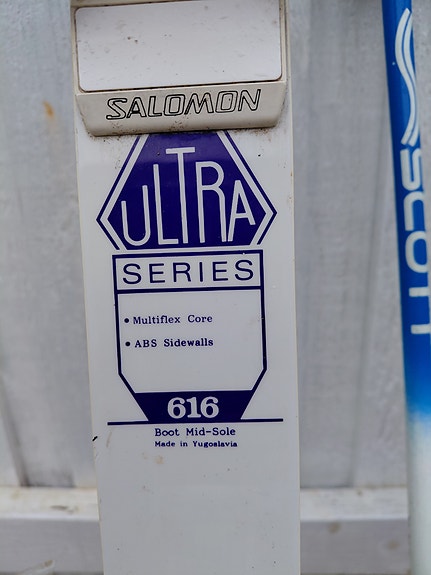 SALOMON
ULTRA
SERIES
• Multiflex Core
• ABS Sidewalls
616
Boot Mid-Sole
Made in Yugoslavia
SCOTT